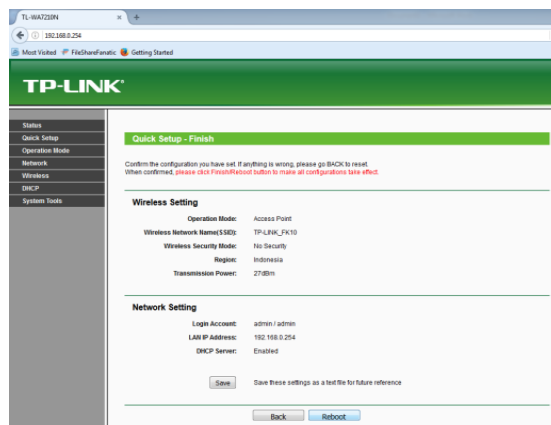 TL-WA7210N × +
192.168.0.254
Most Visited FileShareFanatic Getting Started
TP-LINK®
Status
Quick Setup
Operation Mode
Network
Wireless
DHCP
System Tools
Quick Setup - Finish
Confirm the configuration you have set. If anything is wrong, please go BACK to reset.
When confirmed, please click Finish/Reboot button to make all configurations take effect.
Wireless Setting
Operation Mode: Access Point
Wireless Network Name(SSID): TP-LINK_FK10
Wireless Security Mode: No Security
Region: Indonesia
Transmission Power: 27dBm
Network Setting
Login Account: admin / admin
LAN IP Address: 192.168.0.254
DHCP Server: Enabled
Save Save these settings as a text file for future reference
Back Reboot